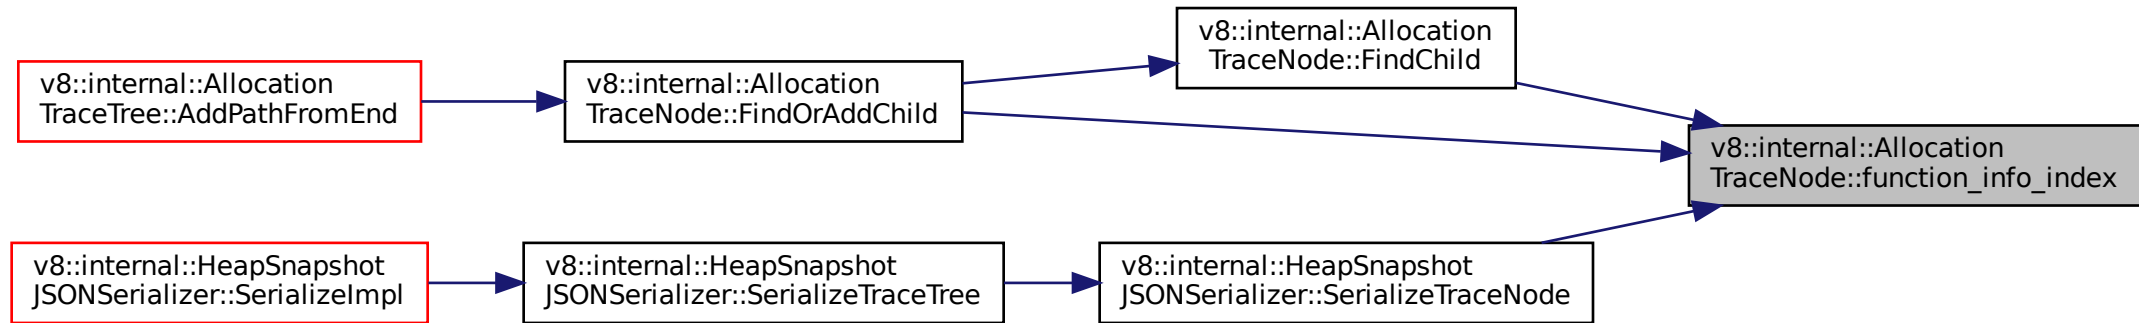 v8::internal::Allocation
TraceNode::FindChild
v8::internal::Allocation
TraceTree::AddPathFromEnd
v8::internal::Allocation
TraceNode::FindOrAddChild
v8::internal::Allocation
TraceNode::function_info_index
v8::internal::HeapSnapshot
JSONSerializer::SerializeImpl
v8::internal::HeapSnapshot
JSONSerializer::SerializeTraceTree
v8::internal::HeapSnapshot
JSONSerializer::SerializeTraceNode